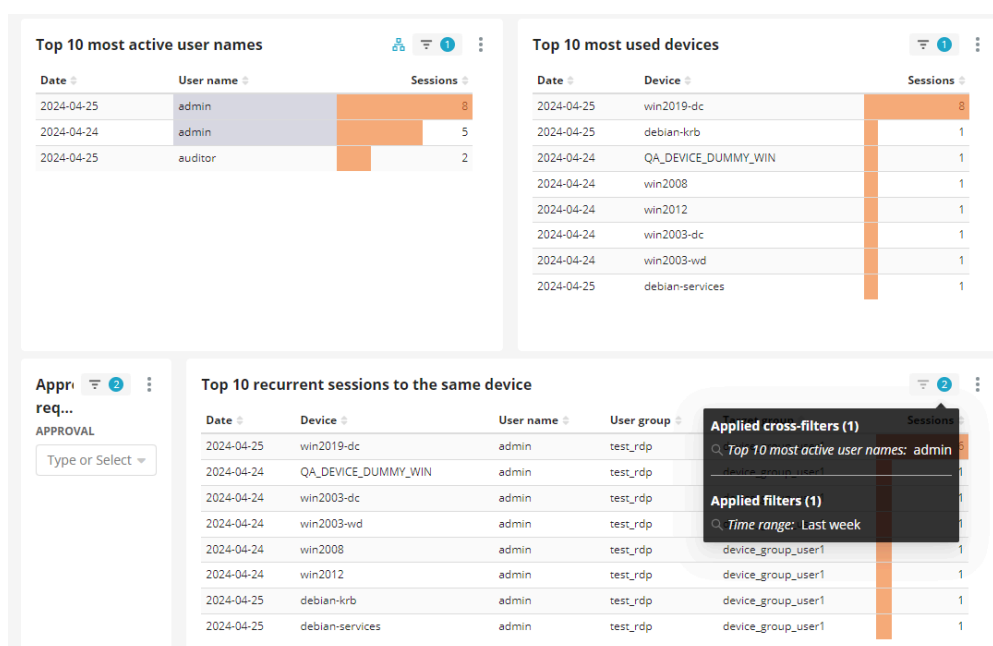 Top 10 most active user names 1
Date User name Sessions
2024-04-25 admin 8
2024-04-24 admin 5
2024-04-25 auditor 2
Top 10 most used devices 1
Date Device Sessions
2024-04-25 win2019-dc 8
2024-04-25 debian-krb 1
2024-04-24 QA_DEVICE_DUMMY_WIN 1
2024-04-24 win2008 1
2024-04-24 win2012 1
2024-04-24 win2003-dc 1
2024-04-24 win2003-wd 1
2024-04-25 debian-services 1
Appr 2
req...
APPROVAL
Type or Select
Top 10 recurrent sessions to the same device 2
Date Device User name User group Target group Sessions
2024-04-25 win2019-dc admin test_rdp 6
2024-04-24 QA_DEVICE_DUMMY_WIN admin test_rdp device_group_user1 1
2024-04-24 win2003-dc admin test_rdp 1
2024-04-24 win2003-wd admin test_rdp 1
2024-04-24 win2008 admin test_rdp device_group_user1 1
2024-04-24 win2012 admin test_rdp device_group_user1 1
2024-04-25 debian-krb admin test_rdp device_group_user1 1
2024-04-25 debian-services admin test_rdp device_group_user1 1
Applied cross-filters (1)
Top 10 most active user names: admin
Applied filters (1)
Time range: Last week